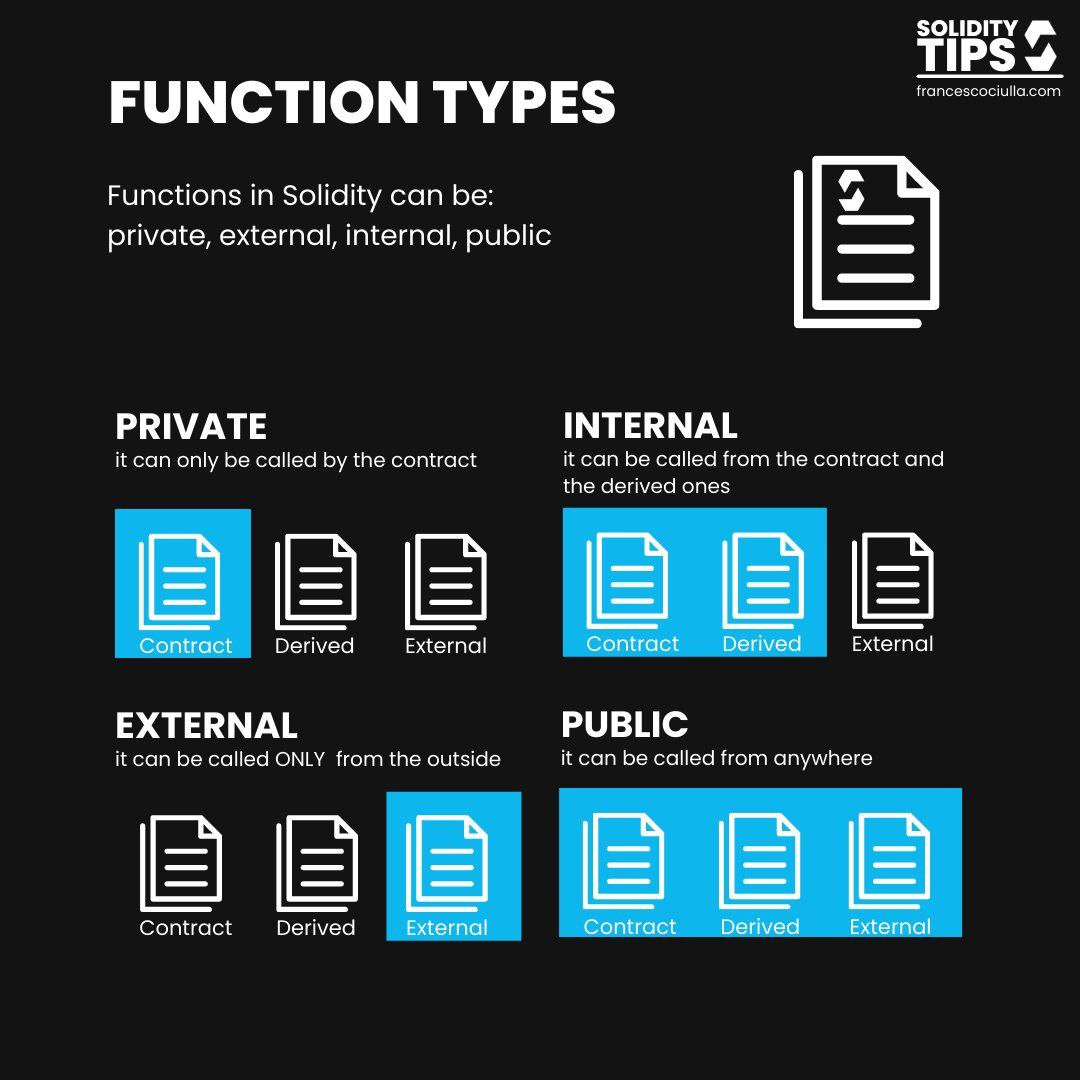 SOLIDITY
TIPS
francescociulla.com
FUNCTION TYPES
Functions in Solidity can be:
private, external, internal, public
PRIVATE
it can only be called by the contract
Contract Derived External
INTERNAL
it can be called from the contract and
the derived ones
Contract Derived External
EXTERNAL
it can be called ONLY  from the outside
Contract Derived External
PUBLIC
it can be called from anywhere
Contract Derived External